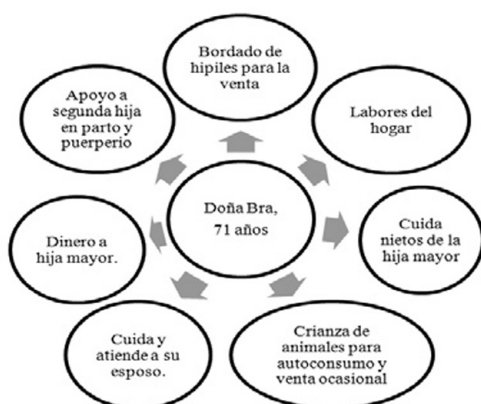 Bordado de
hipiles para la
venta
Apoyo a
segunda hija
en parto y
puerperio
Labores del
hogar
Doña Bra,
71 años
Dinero a
hija mayor.
Cuida
nietos de la
hija mayor
Cuida y
atiende a su
esposo.
Crianza de
animales para
autoconsumo y
venta ocasional